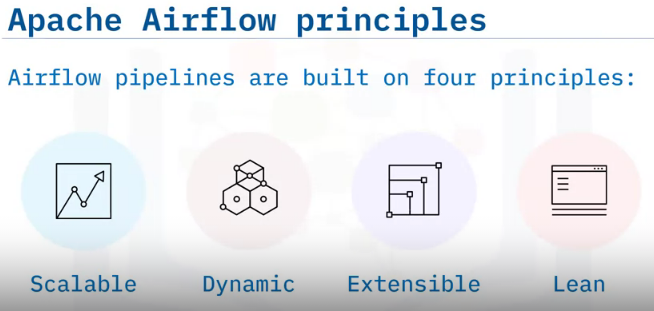 Apache Airflow principles
Airflow pipelines are built on four principles:
Scalable
Dynamic
Extensible
Lean